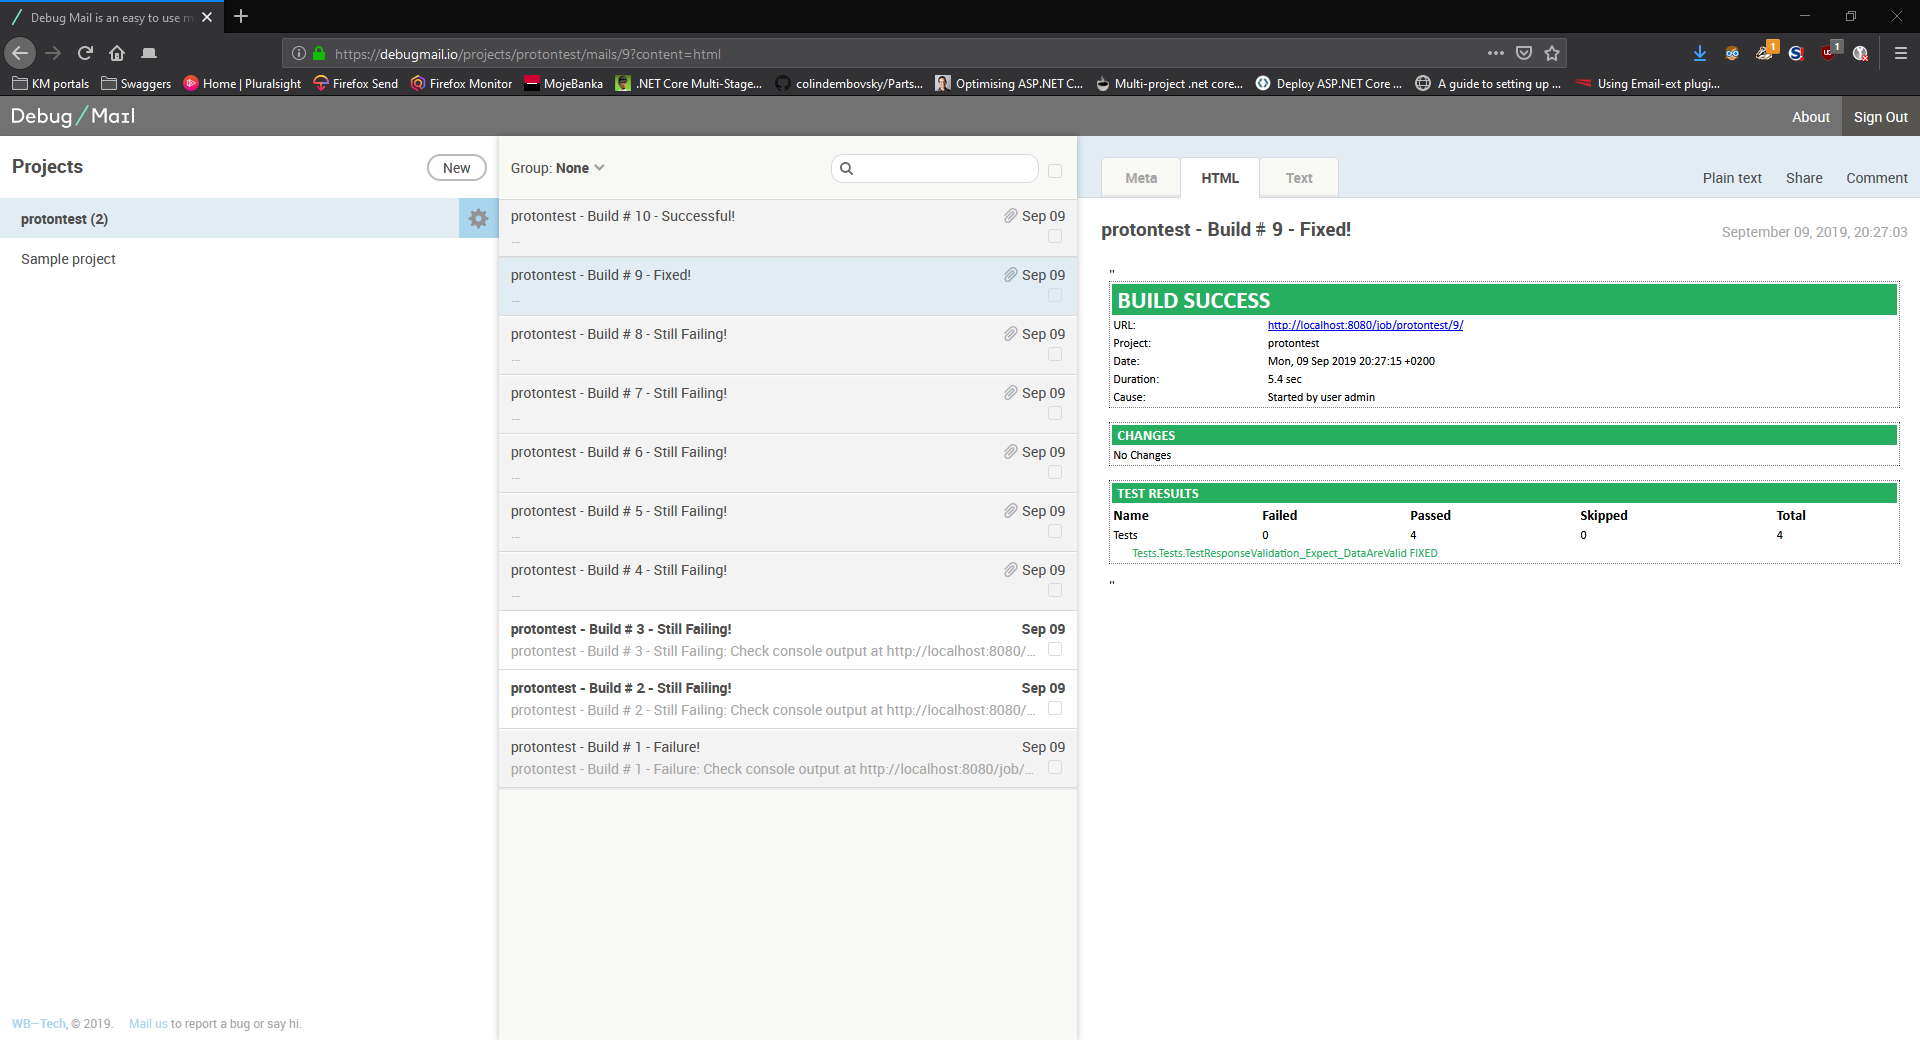 Debug Mail is an easy to use m
https://debugmail.io/projects/protontest/mails/9?content=html
1
1
KM portals
Swaggers
Home | Pluralsight
Firefox Send
Firefox Monitor
MojeBanka
.NET Core Multi-Stage...
colindembovsky/Parts...
Optimising ASP.NET C...
Multi-project .net core...
Deploy ASP.NET Core ...
A guide to setting up ...
Using Email-ext plugi...
Debug/Mail
About
Sign Out
Projects
New
protontest (2)
Sample project
WB—Tech, © 2019. Mail us to report a bug or say hi.
Group: None
protontest - Build # 10 - Successful! Sep 09
...
protontest - Build # 9 - Fixed! Sep 09
...
protontest - Build # 8 - Still Failing! Sep 09
...
protontest - Build # 7 - Still Failing! Sep 09
...
protontest - Build # 6 - Still Failing! Sep 09
...
protontest - Build # 5 - Still Failing! Sep 09
...
protontest - Build # 4 - Still Failing! Sep 09
...
protontest - Build # 3 - Still Failing! Sep 09
protontest - Build # 3 - Still Failing: Check console output at http://localhost:8080/...
protontest - Build # 2 - Still Failing! Sep 09
protontest - Build # 2 - Still Failing: Check console output at http://localhost:8080/...
protontest - Build # 1 - Failure! Sep 09
protontest - Build # 1 - Failure: Check console output at http://localhost:8080/job/...
Meta
HTML
Text
Plain text
Share
Comment
protontest - Build # 9 - Fixed!
September 09, 2019, 20:27:03
"
BUILD SUCCESS
URL: http://localhost:8080/job/protontest/9/
Project: protontest
Date: Mon, 09 Sep 2019 20:27:15 +0200
Duration: 5.4 sec
Cause: Started by user admin
CHANGES
No Changes
TEST RESULTS
Name Failed Passed Skipped Total
Tests 0 4 0 4
Tests.Tests.TestResponseValidation_Expect_DataAreValid FIXED
"